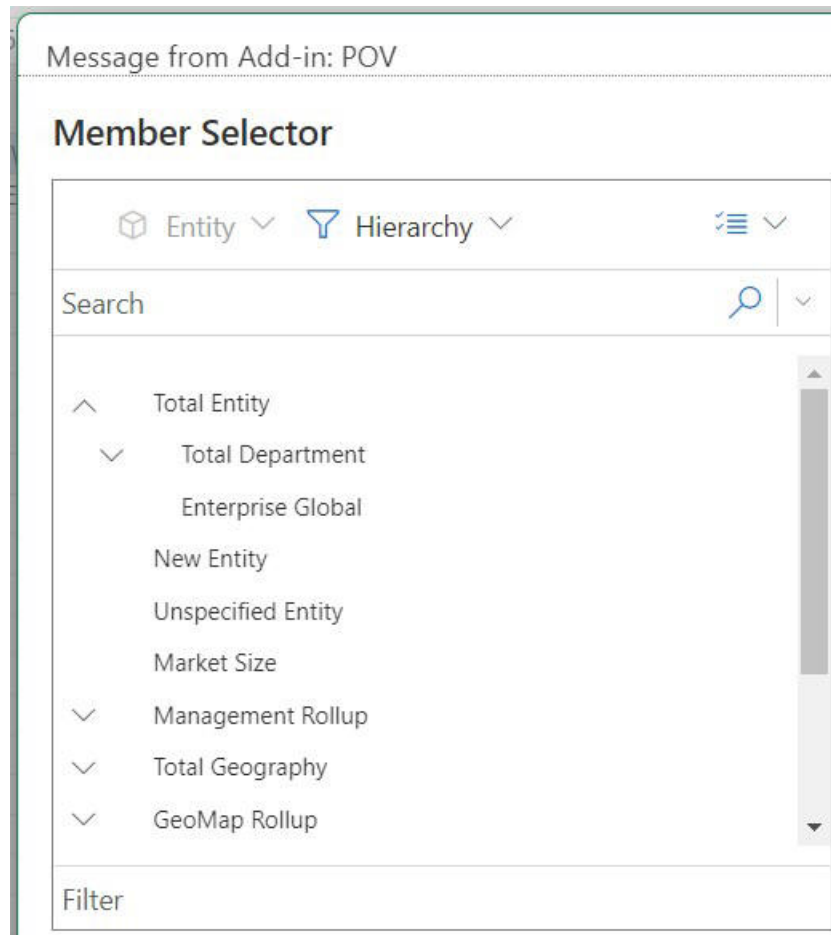 Message from Add-in: POV
Member Selector
Entity Hierarchy
Search
Total Entity
Total Department
Enterprise Global
New Entity
Unspecified Entity
Market Size
Management Rollup
Total Geography
GeoMap Rollup
Filter